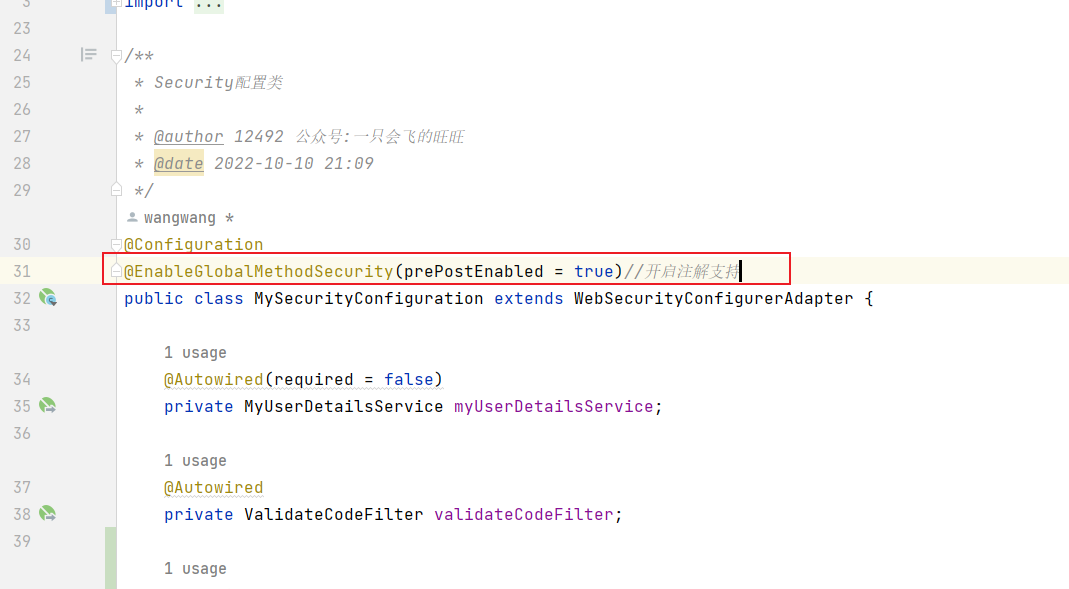 3 import ...
23
24 /**
25 * Security配置类
26 *
27 * @author 12492 公众号:一只会飞的旺旺
28 * @date 2022-10-10 21:09
29 */
wangwang *
30 @Configuration
31 @EnableGlobalMethodSecurity(prePostEnabled = true)//开启注解支持
32 public class MySecurityConfiguration extends WebSecurityConfigurerAdapter {
33
1 usage
34 @Autowired(required = false)
35 private MyUserDetailsService myUserDetailsService;
36
1 usage
37 @Autowired
38 private ValidateCodeFilter validateCodeFilter;
39
1 usage